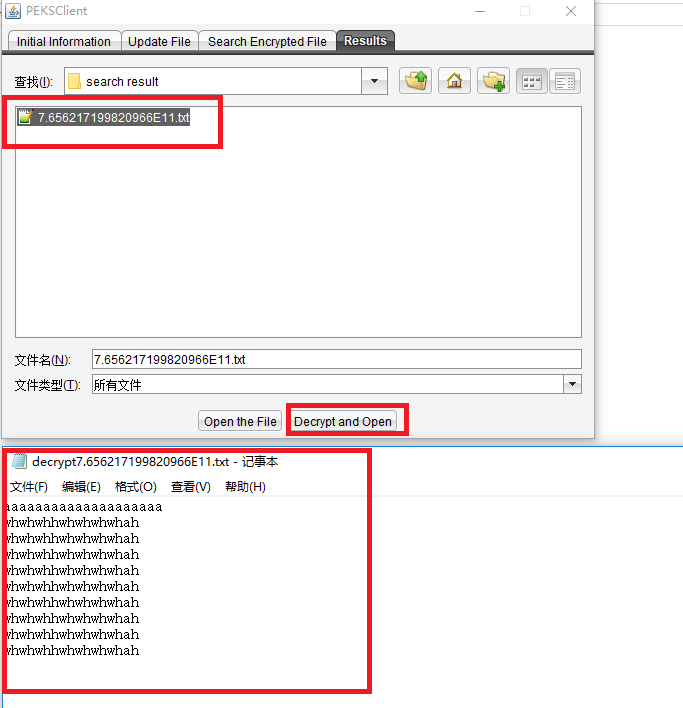 PEKSClient
Initial Information Update File Search Encrypted File Results
查找(I): search result
7.656217199820966E11.txt
文件名(N): 7.656217199820966E11.txt
文件类型(T): 所有文件
Open the File Decrypt and Open
decrypt7.656217199820966E11.txt - 记事本
文件(F) 编辑(E) 格式(O) 查看(V) 帮助(H)
aaaaaaaaaaaaaaaaaaaa
whwhwhhwhwhwhwhah
whwhwhhwhwhwhwhah
whwhwhhwhwhwhwhah
whwhwhhwhwhwhwhah
whwhwhhwhwhwhwhah
whwhwhhwhwhwhwhah
whwhwhhwhwhwhwhah
whwhwhhwhwhwhwhah
whwhwhhwhwhwhwhah